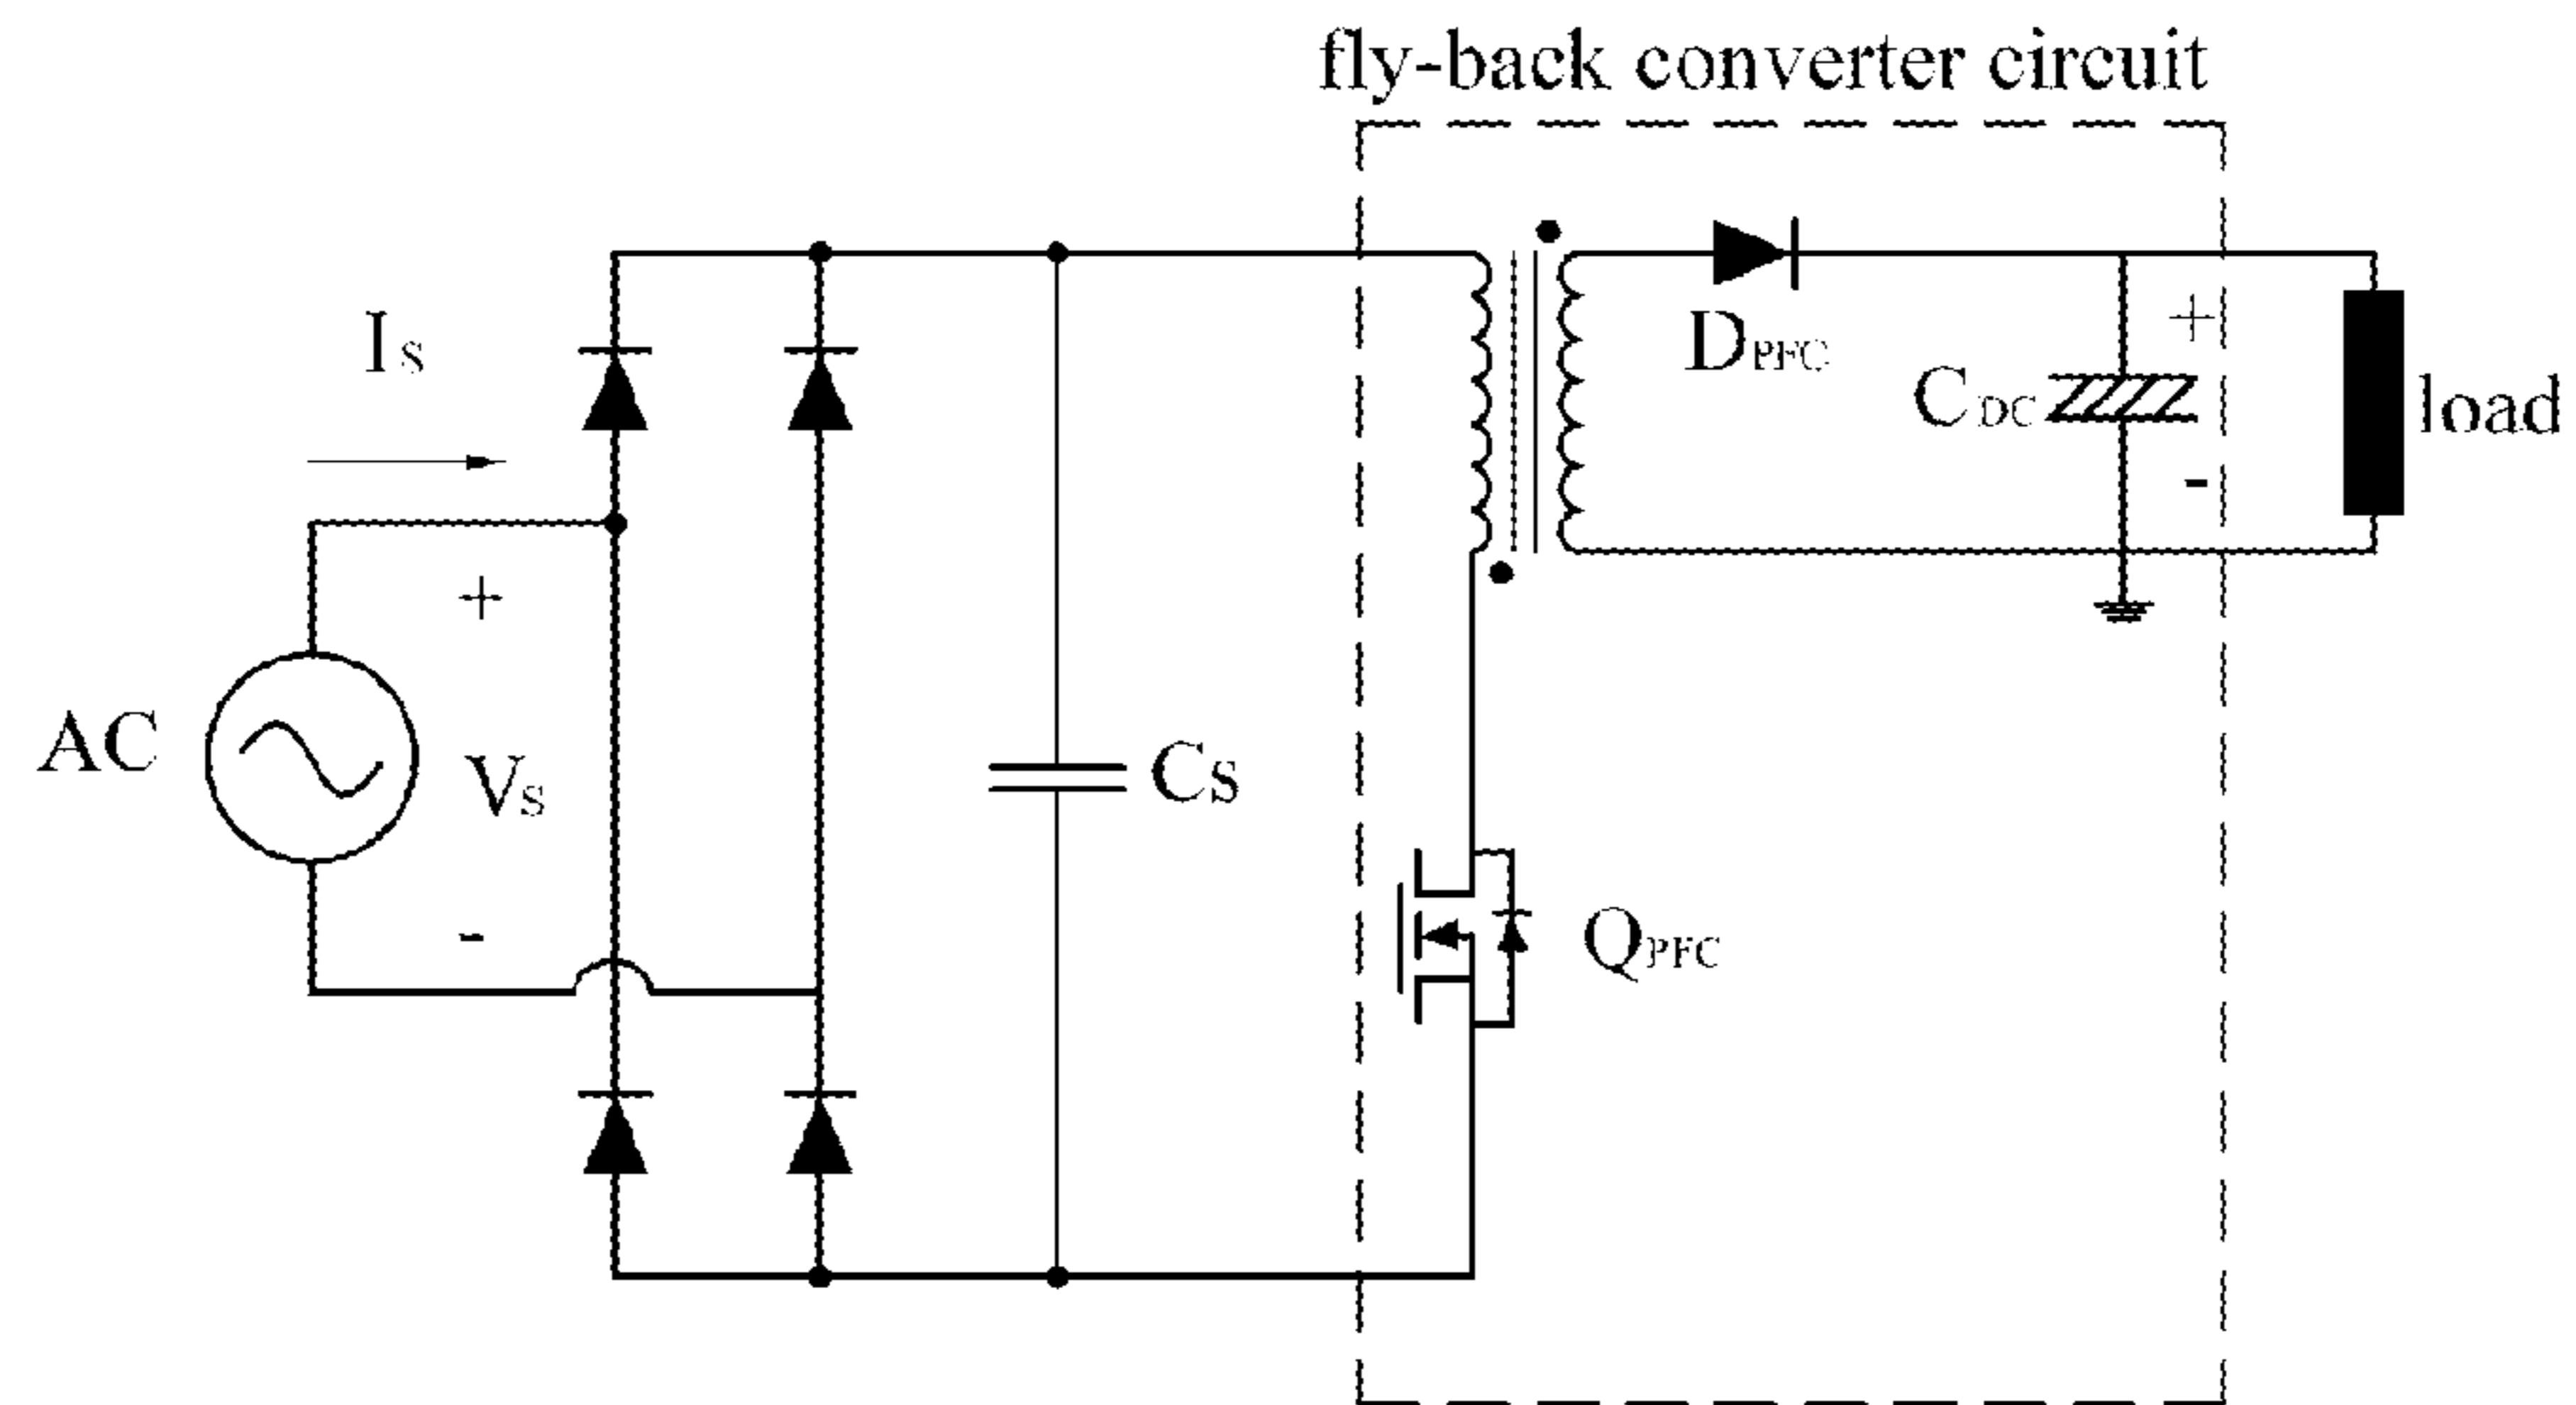 fly-back converter circuit
Is
+
DPFC
CDC
-
load
+
AC
Vs
Cs
-
QPFC